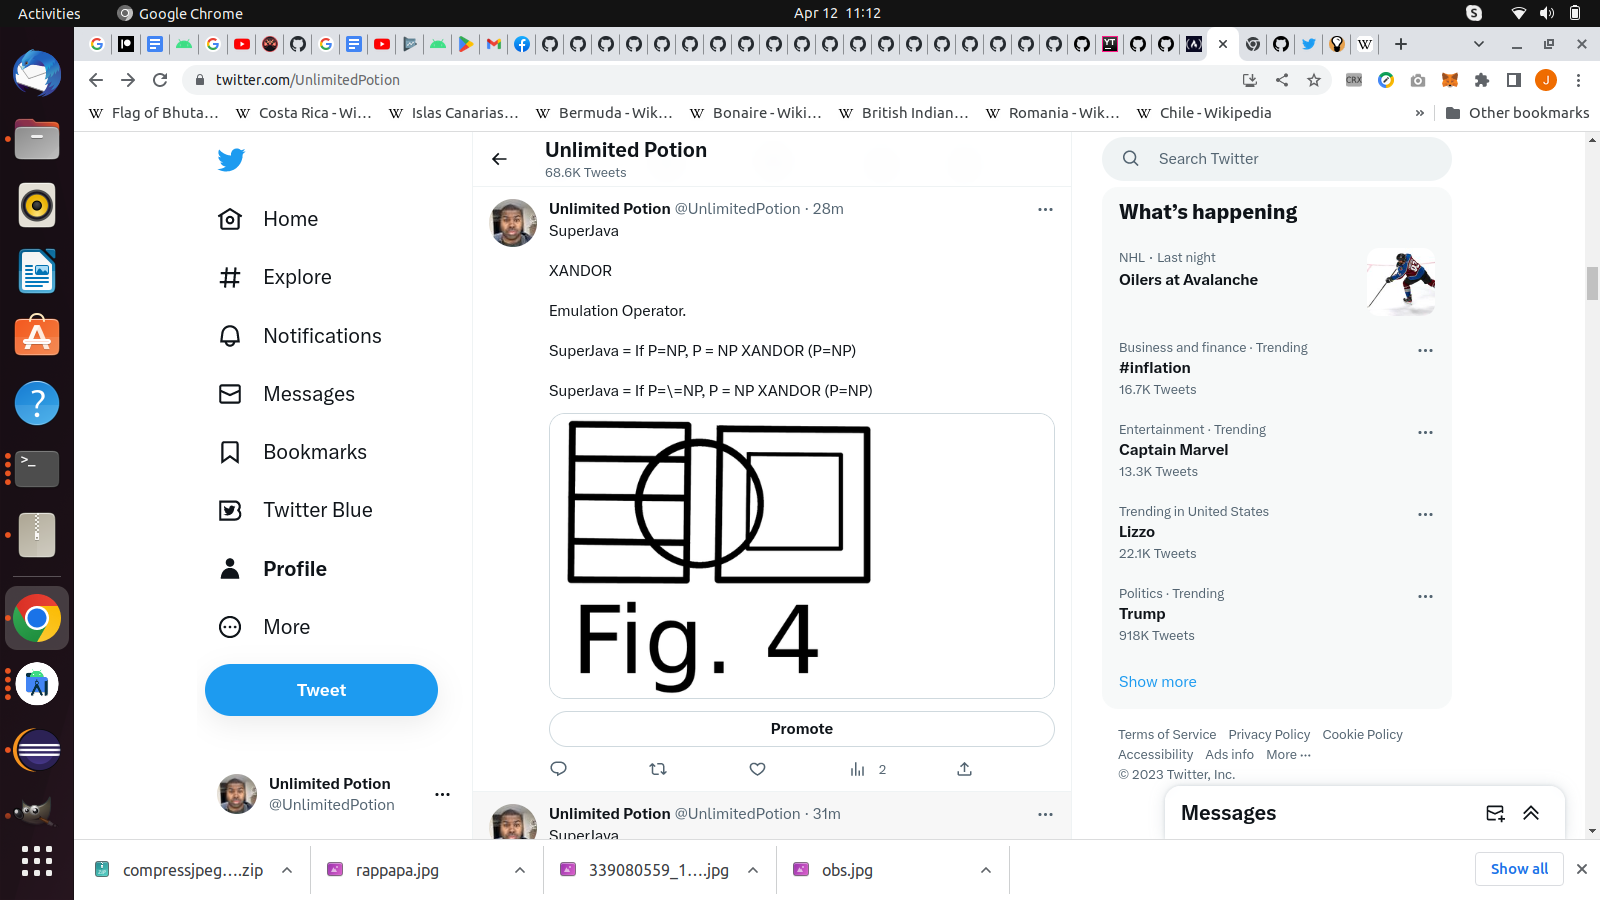 Activities
Google Chrome
Apr 12 11:12
twitter.com/UnlimitedPotion
Flag of Bhuta...
Costa Rica - Wi...
Islas Canarias...
Bermuda - Wik...
Bonaire - Wiki...
British Indian...
Romania - Wik...
Chile - Wikipedia
»
Other bookmarks
Home
Explore
Notifications
Messages
Bookmarks
Twitter Blue
Profile
More
Tweet
Unlimited Potion
@UnlimitedPotion
Unlimited Potion
68.6K Tweets
Unlimited Potion @UnlimitedPotion · 28m
SuperJava
XANDOR
Emulation Operator.
SuperJava = If P=NP, P = NP XANDOR (P=NP)
SuperJava = If P=\=NP, P = NP XANDOR (P=NP)
Fig. 4
Promote
2
Unlimited Potion @UnlimitedPotion · 31m
SuperJava
Search Twitter
What's happening
NHL · Last night
Oilers at Avalanche
Business and finance · Trending
#inflation
16.7K Tweets
Entertainment · Trending
Captain Marvel
13.3K Tweets
Trending in United States
Lizzo
22.1K Tweets
Politics · Trending
Trump
918K Tweets
Show more
Terms of Service Privacy Policy Cookie Policy
Accessibility Ads info More ···
© 2023 Twitter, Inc.
Messages
compressjpeg....zip
rappapa.jpg
339080559_1....jpg
obs.jpg
Show all